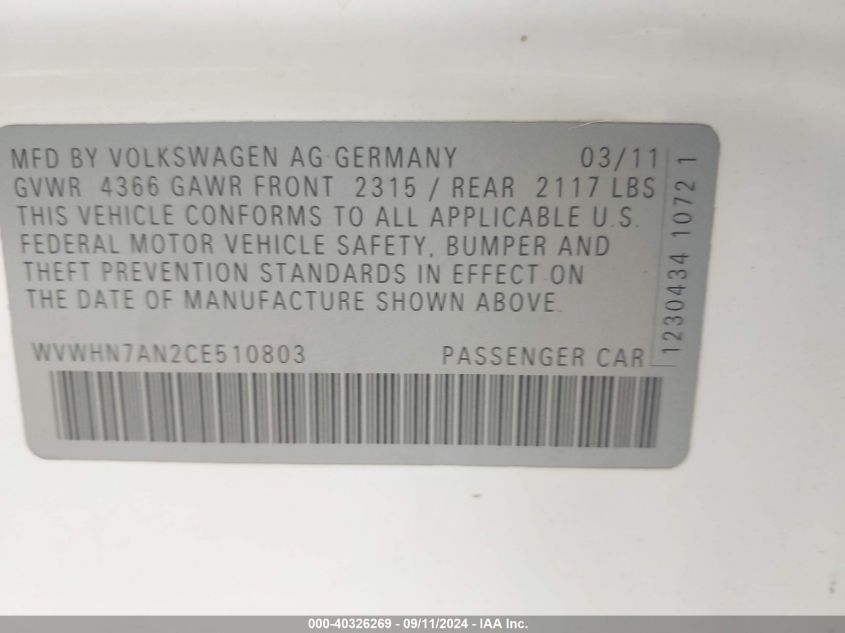 MFD BY VOLKSWAGEN AG GERMANY 03/11
GVWR 4366 GAWR FRONT 2315 / REAR 2117 LBS
THIS VEHICLE CONFORMS TO ALL APPLICABLE U.S.
FEDERAL MOTOR VEHICLE SAFETY, BUMPER AND
THEFT PREVENTION STANDARDS IN EFFECT ON
THE DATE OF MANUFACTURE SHOWN ABOVE.
WVWHN7AN2CE510803 PASSENGER CAR
1230434 1072 1
000-40326269 - 09/11/2024 - IAA Inc.